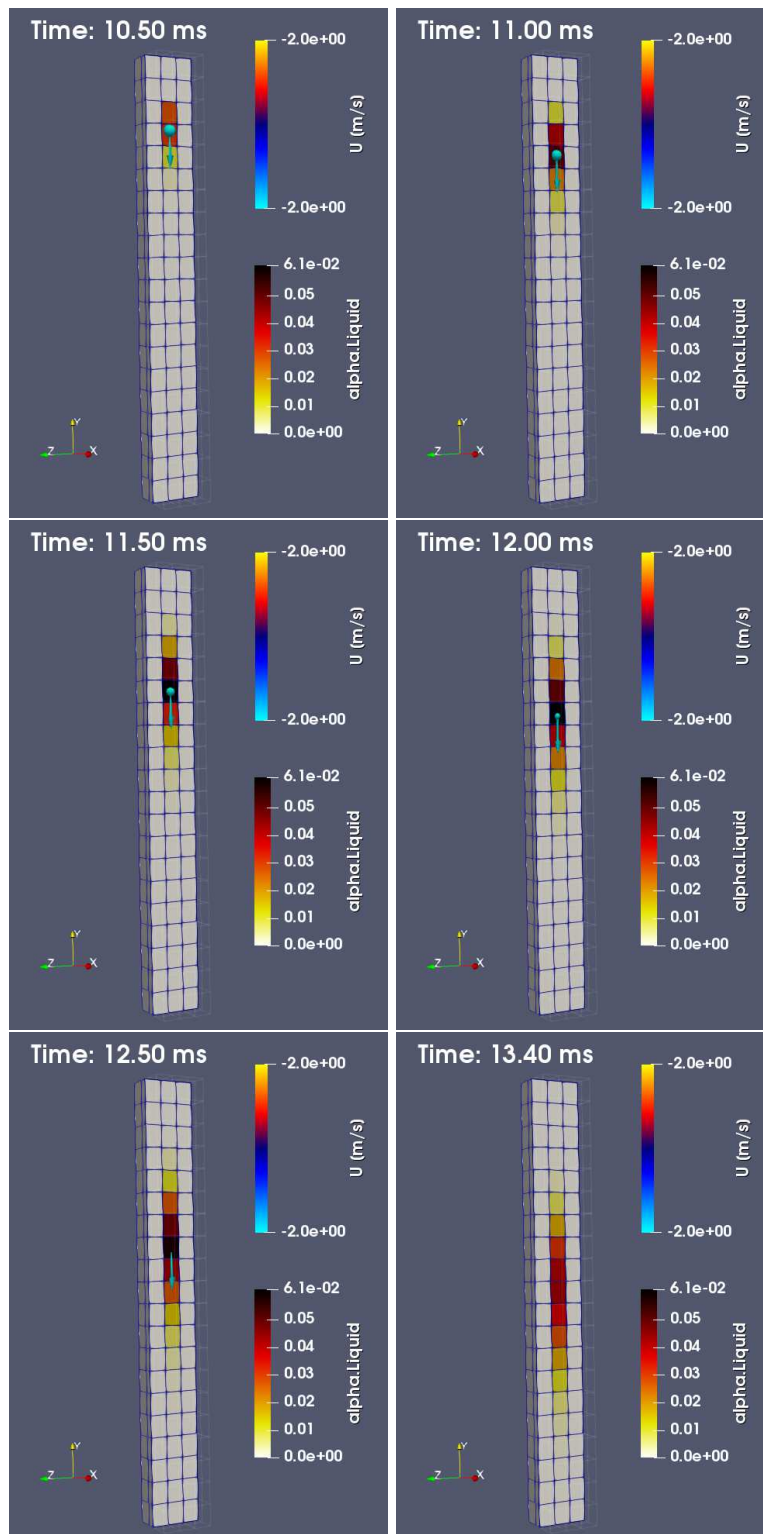 Time: 10.50 ms
-2.0e+00
U (m/s)
-2.0e+00
6.1e-02
0.05
0.04
0.03
0.02
0.01
0.0e+00
alpha.Liquid
Y
Z
X
Time: 11.00 ms
-2.0e+00
U (m/s)
-2.0e+00
6.1e-02
0.05
0.04
0.03
0.02
0.01
0.0e+00
alpha.Liquid
Y
Z
X
Time: 11.50 ms
-2.0e+00
U (m/s)
-2.0e+00
6.1e-02
0.05
0.04
0.03
0.02
0.01
0.0e+00
alpha.Liquid
Y
Z
X
Time: 12.00 ms
-2.0e+00
U (m/s)
-2.0e+00
6.1e-02
0.05
0.04
0.03
0.02
0.01
0.0e+00
alpha.Liquid
Y
Z
X
Time: 12.50 ms
-2.0e+00
U (m/s)
-2.0e+00
6.1e-02
0.05
0.04
0.03
0.02
0.01
0.0e+00
alpha.Liquid
Y
Z
X
Time: 13.40 ms
-2.0e+00
U (m/s)
-2.0e+00
6.1e-02
0.05
0.04
0.03
0.02
0.01
0.0e+00
alpha.Liquid
Y
Z
X